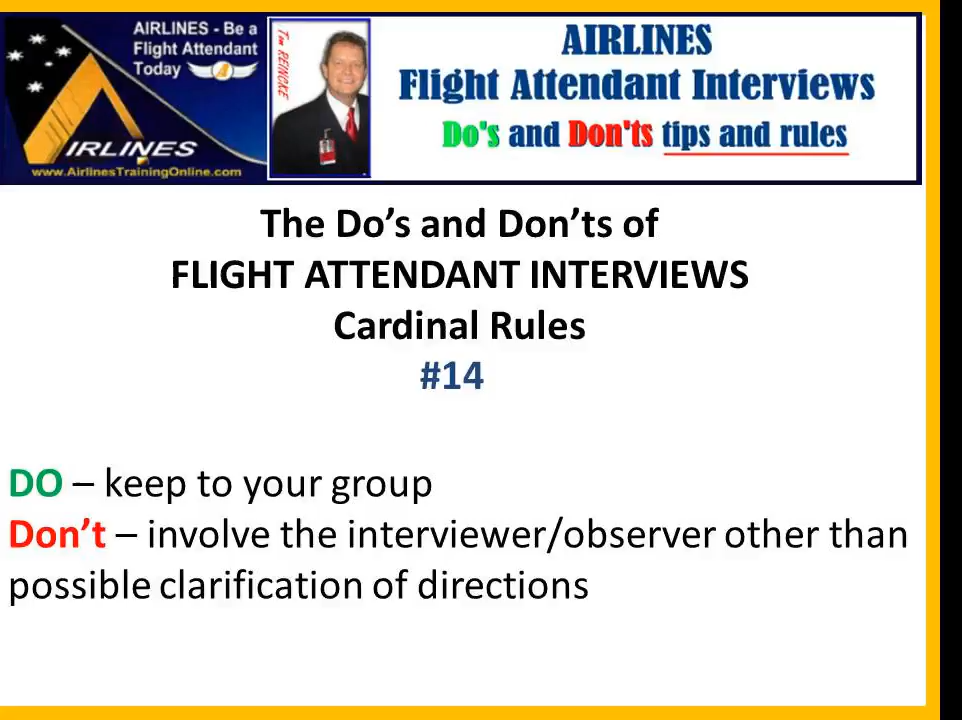 AIRLINES - Be a
Flight Attendant
Today
IRLINES
www.AirlinesTrainingOnline.com
Tim REINCKE
AIRLINES
Flight Attendant Interviews
Do's and Don'ts tips and rules
The Do’s and Don’ts of
FLIGHT ATTENDANT INTERVIEWS
Cardinal Rules
#14
DO – keep to your group
Don’t – involve the interviewer/observer other than
possible clarification of directions